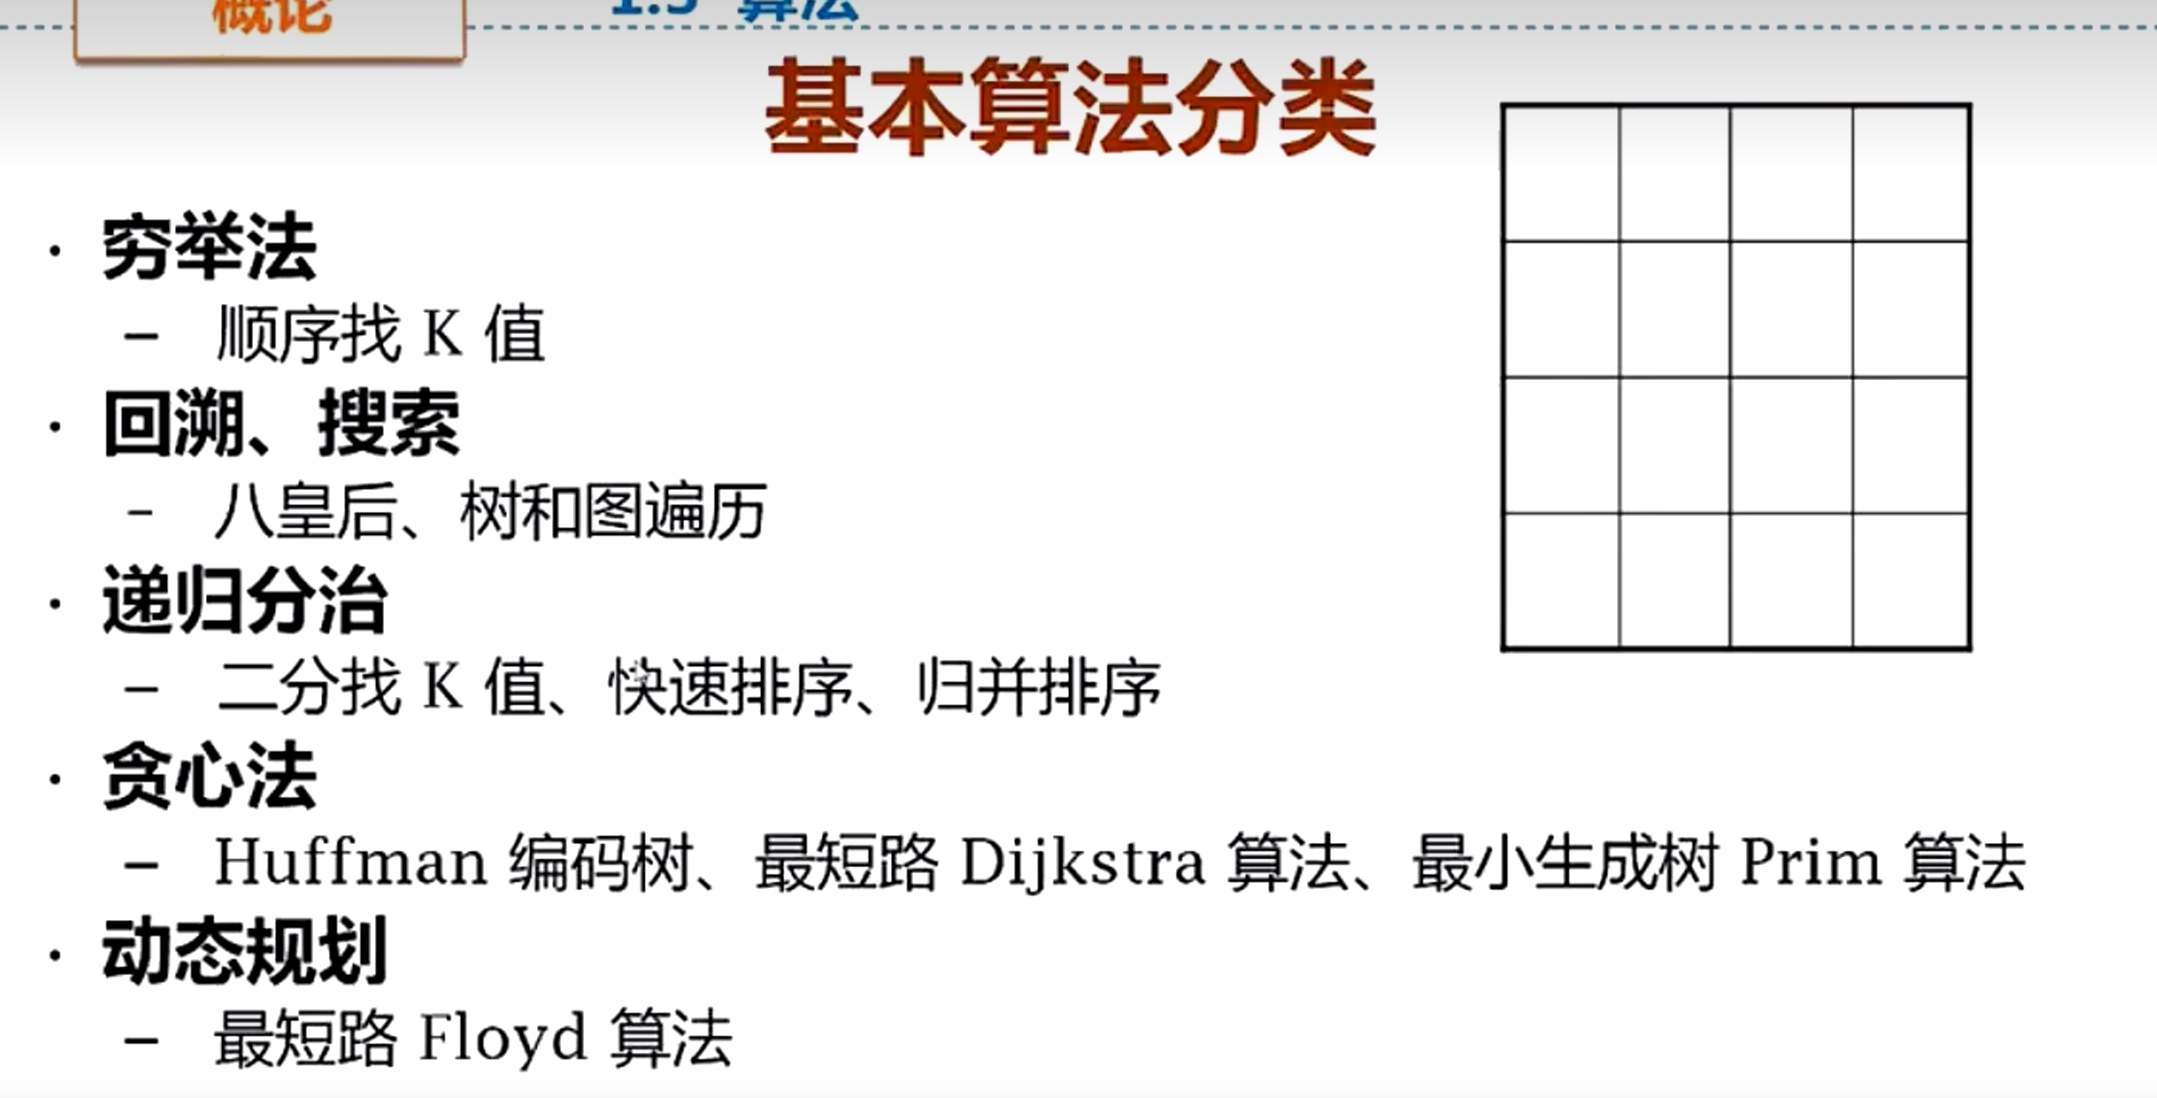 概论
1.3 算法
基本算法分类
· 穷举法
– 顺序找 K 值
· 回溯、搜索
– 八皇后、树和图遍历
· 递归分治
– 二分找 K 值、快速排序、归并排序
· 贪心法
– Huffman 编码树、最短路 Dijkstra 算法、最小生成树 Prim 算法
· 动态规划
– 最短路 Floyd 算法